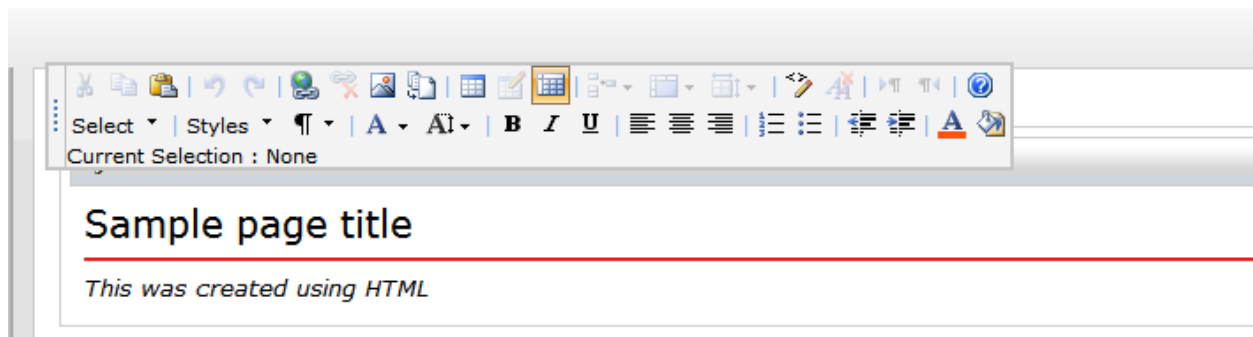 Select | Styles ¶ | A A | B I U | A
Current Selection : None
Sample page title
This was created using HTML